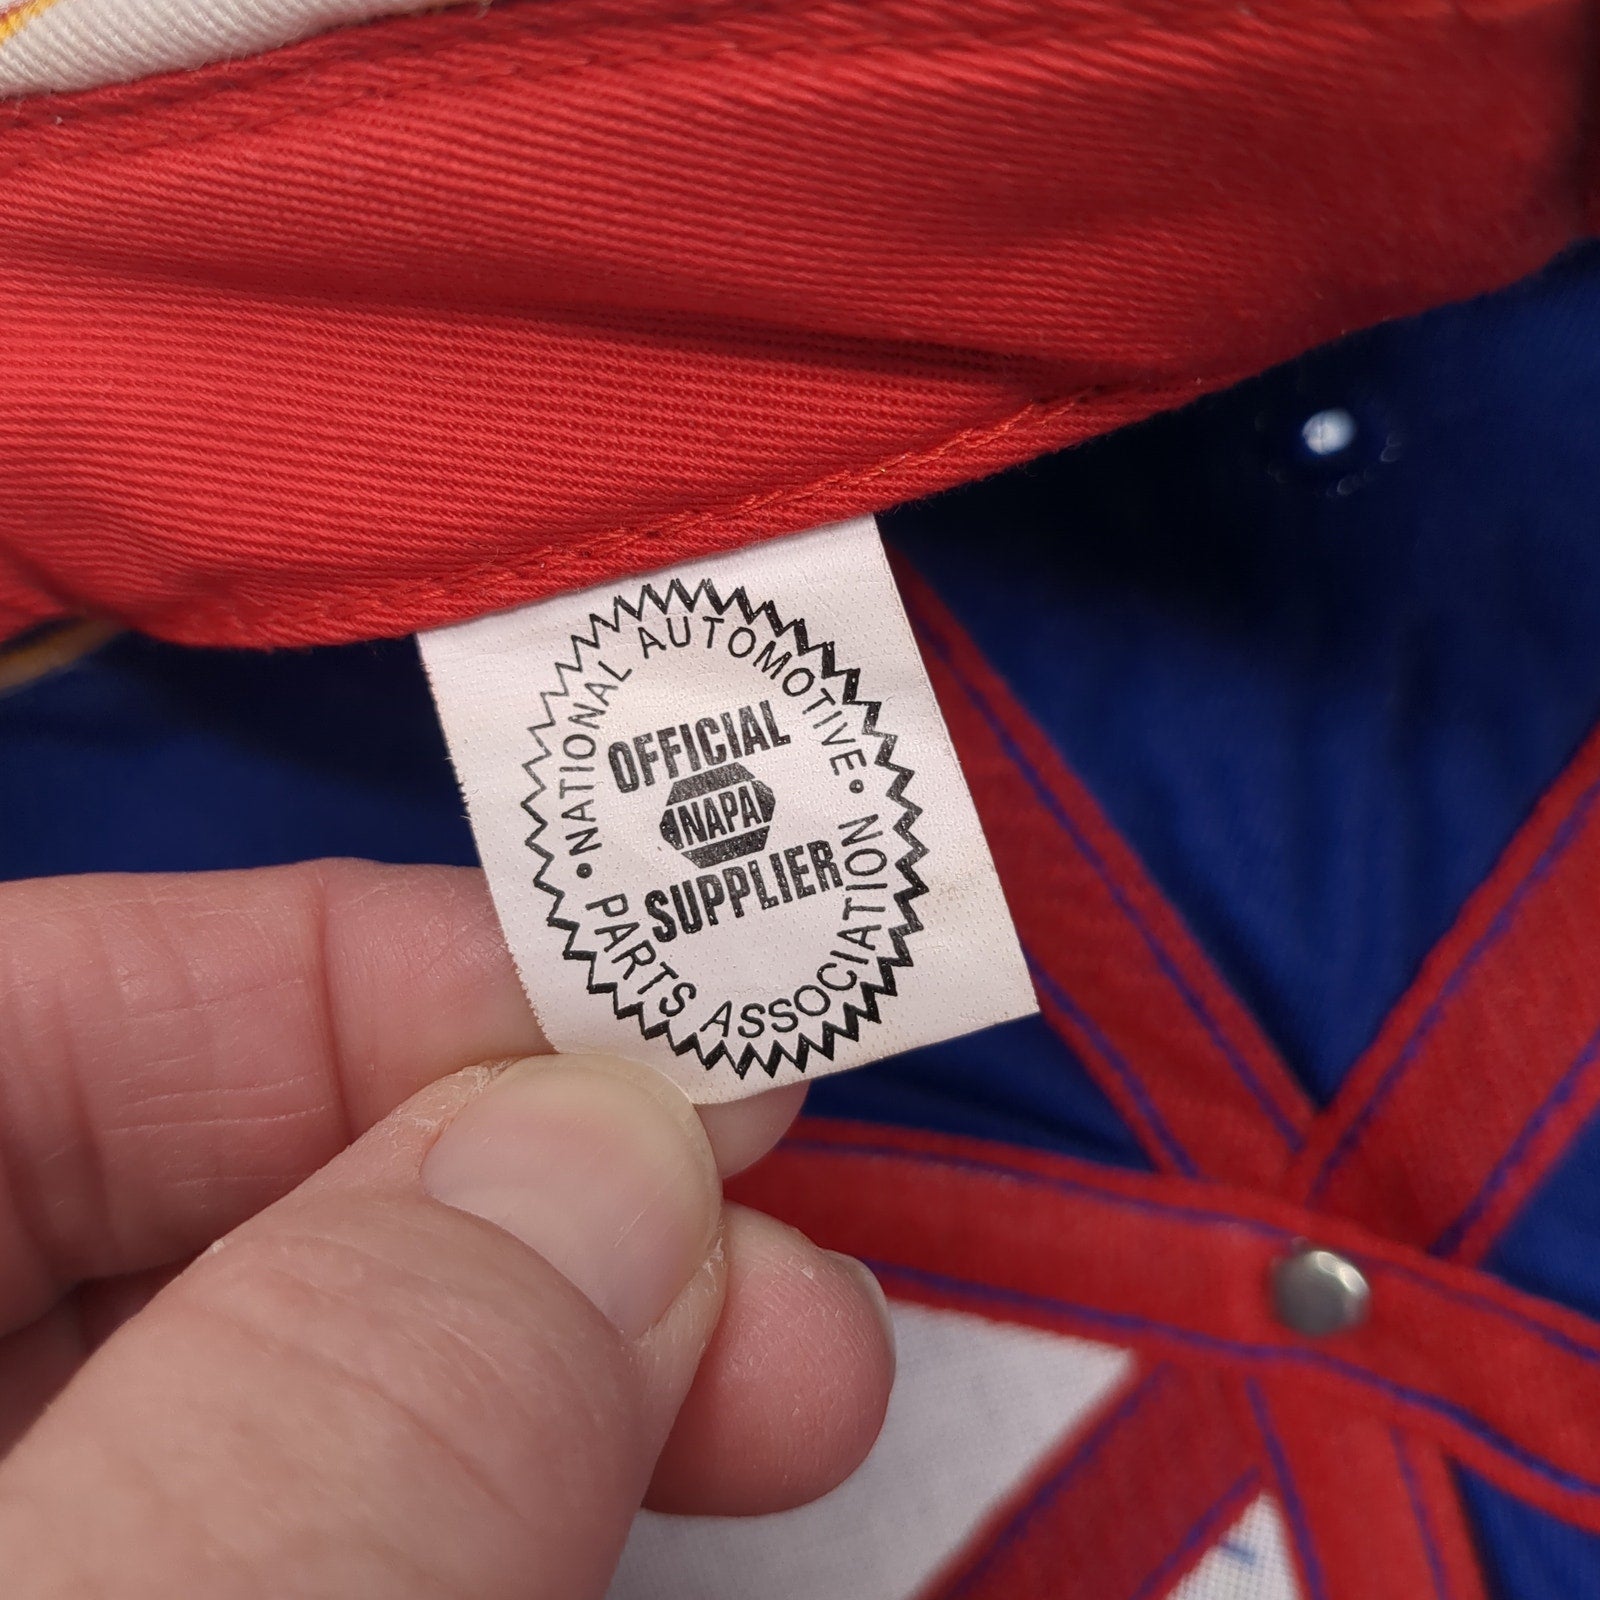 • NATIONAL AUTOMOTIVE •
OFFICIAL
NAPA
SUPPLIER
PARTS ASSOCIATION